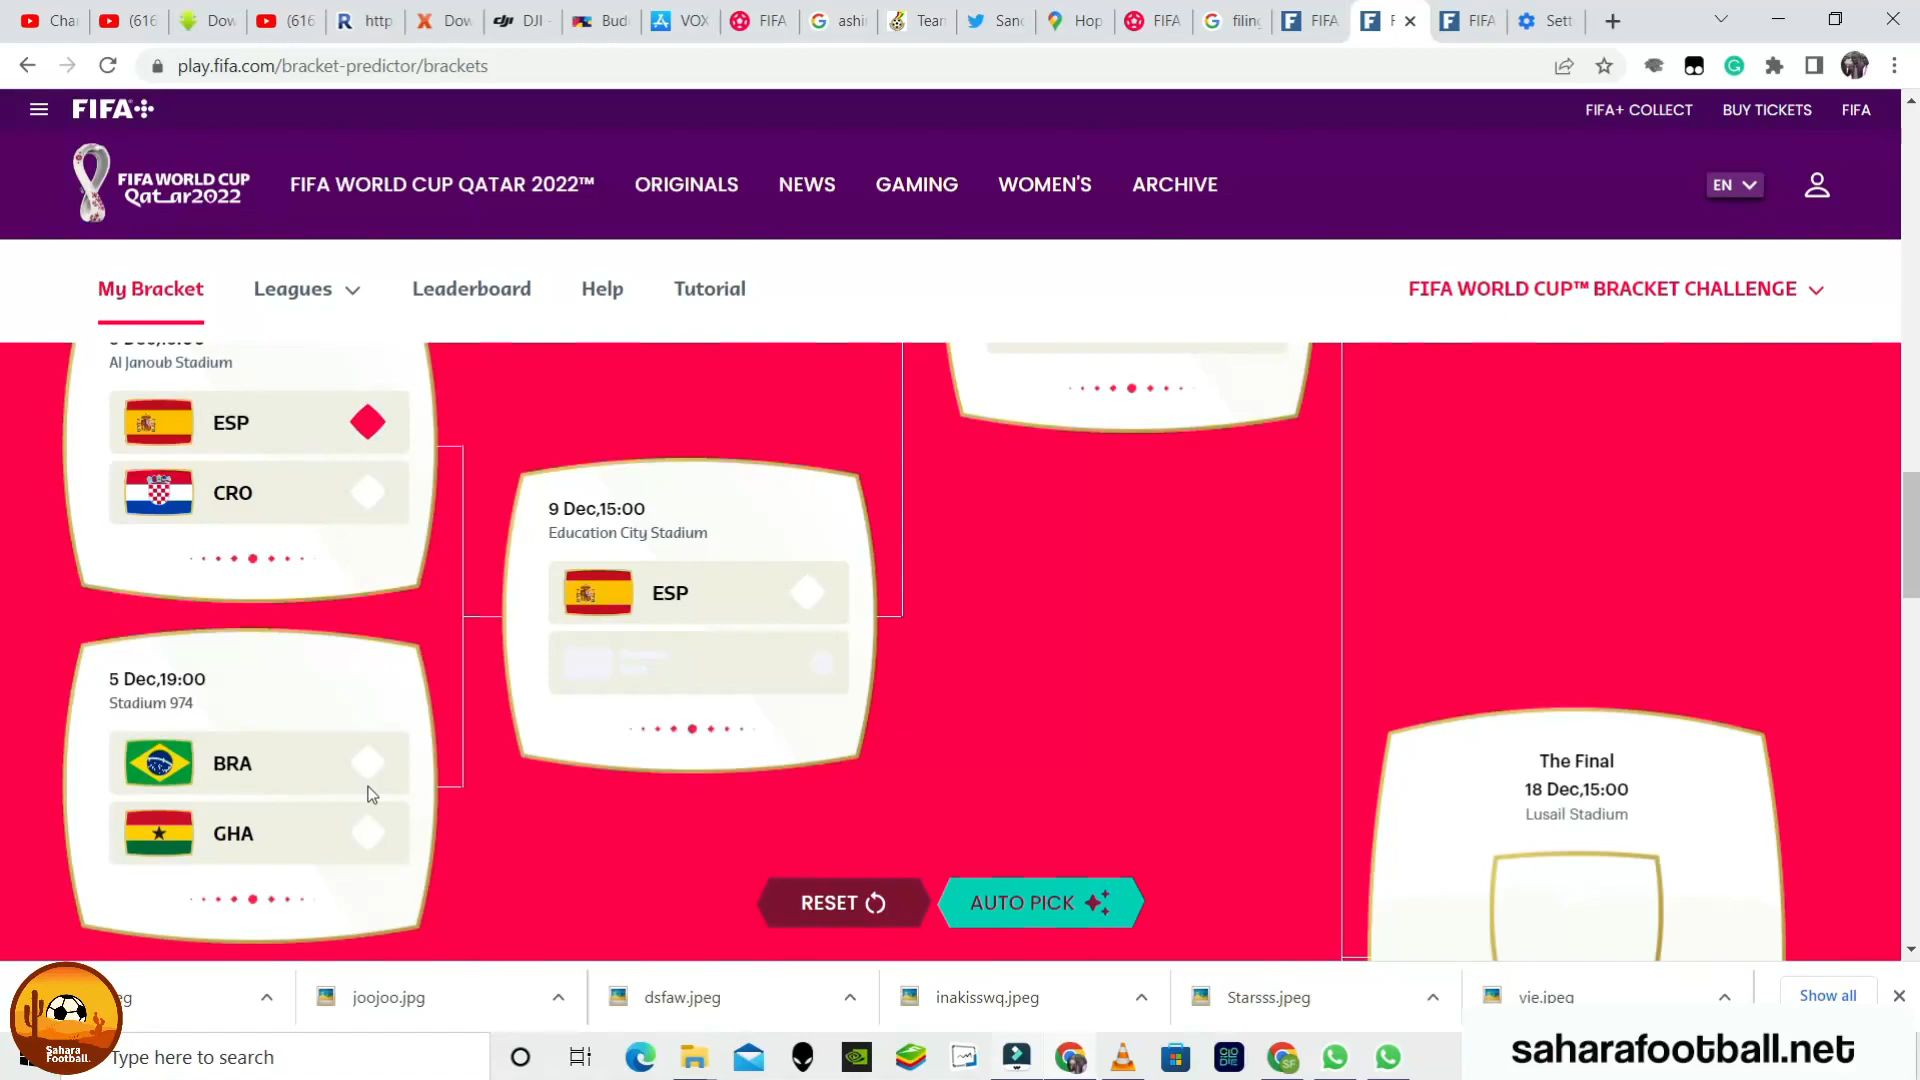 Cha
(616
Dow
(616
http
Dow
DJI -
Bud
VOX
FIFA
ashi
Tean
Sand
Hop
FIFA
filin
FIFA
F
FIFA
Sett
play.fifa.com/bracket-predictor/brackets
FIFA+
FIFA+ COLLECT
BUY TICKETS
FIFA
FIFA WORLD CUP
Qatar2022
FIFA WORLD CUP QATAR 2022™
ORIGINALS
NEWS
GAMING
WOMEN'S
ARCHIVE
EN
My Bracket
Leagues
Leaderboard
Help
Tutorial
FIFA WORLD CUP™ BRACKET CHALLENGE
Al Janoub Stadium
ESP
CRO
9 Dec,15:00
Education City Stadium
ESP
5 Dec,19:00
Stadium 974
BRA
GHA
The Final
18 Dec,15:00
Lusail Stadium
RESET
AUTO PICK
eg
joojoo.jpg
dsfaw.jpeg
inakisswq.jpeg
Starsss.jpeg
vie.jpeg
Show all
Sahara
Football.
Type here to search
saharafootball.net